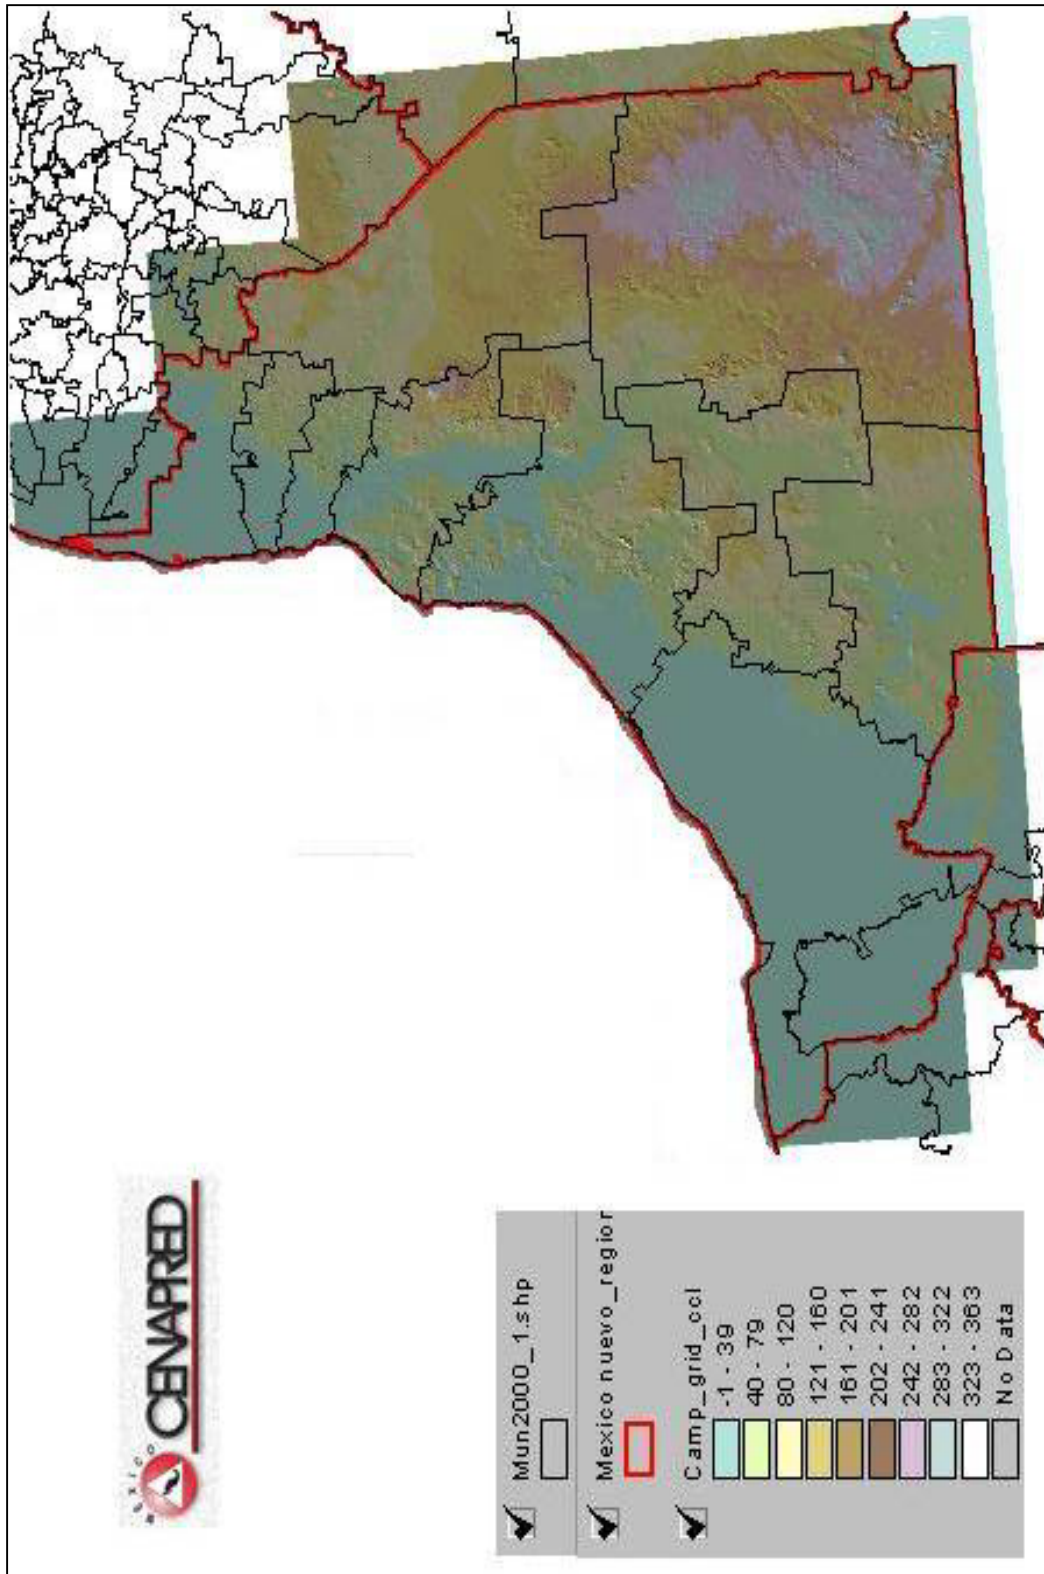 MEXICO
CENAPRED
Mun2000_1.shp
Mexico nuevo_region
Camp_grid_ccl
-1 - 39
40 - 79
80 - 120
121 - 160
161 - 201
202 - 241
242 - 282
283 - 322
323 - 363
No Data